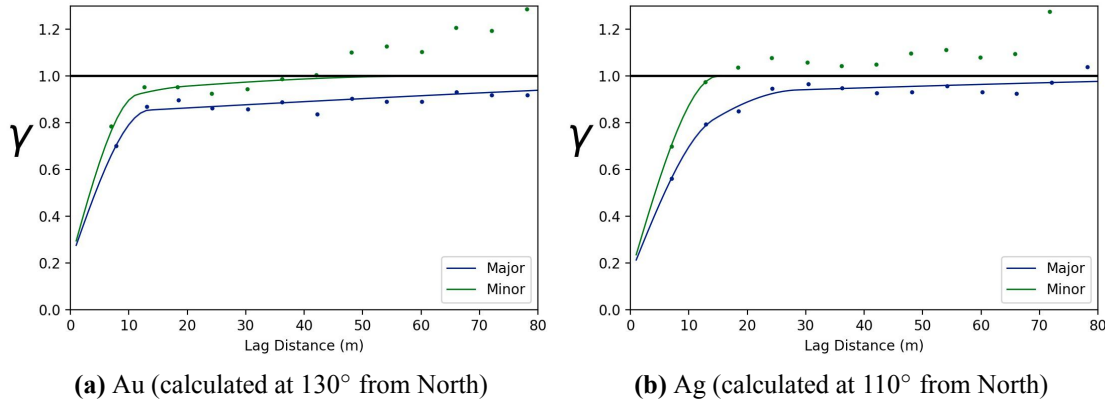 1.2
1.0
0.8
γ
0.6
0.4
0.2
0.0
0 10 20 30 40 50 60 70 80
Lag Distance (m)
Major
Minor
(a) Au (calculated at 130° from North)
1.2
1.0
0.8
γ
0.6
0.4
0.2
0.0
0 10 20 30 40 50 60 70 80
Lag Distance (m)
Major
Minor
(b) Ag (calculated at 110° from North)